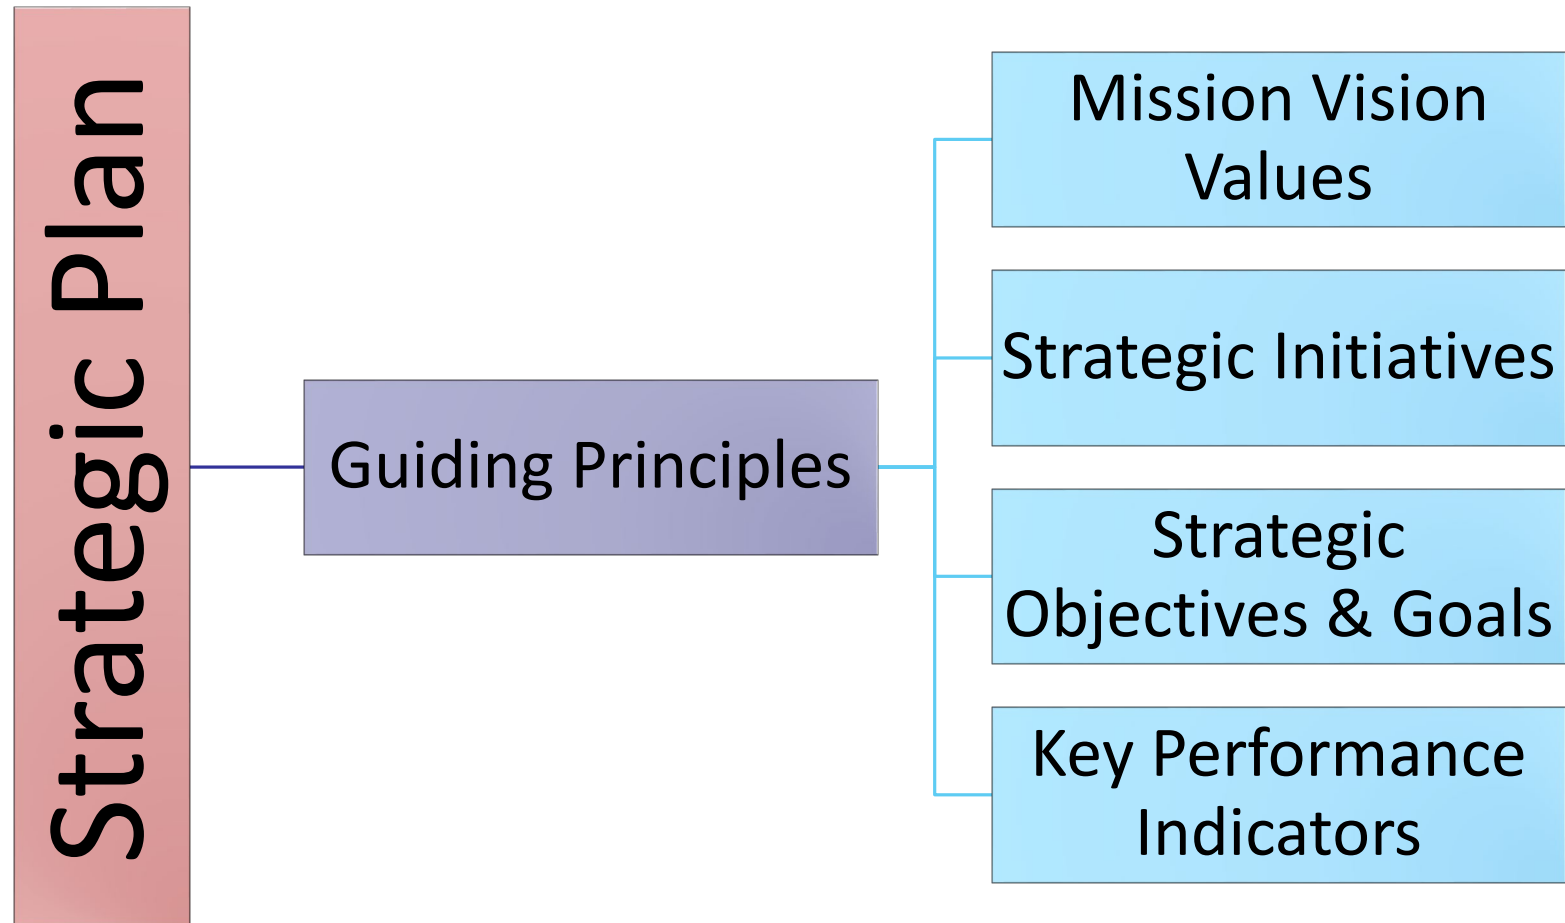 Strategic Plan
Guiding Principles
Mission Vision
Values
Strategic Initiatives
Strategic
Objectives & Goals
Key Performance
Indicators